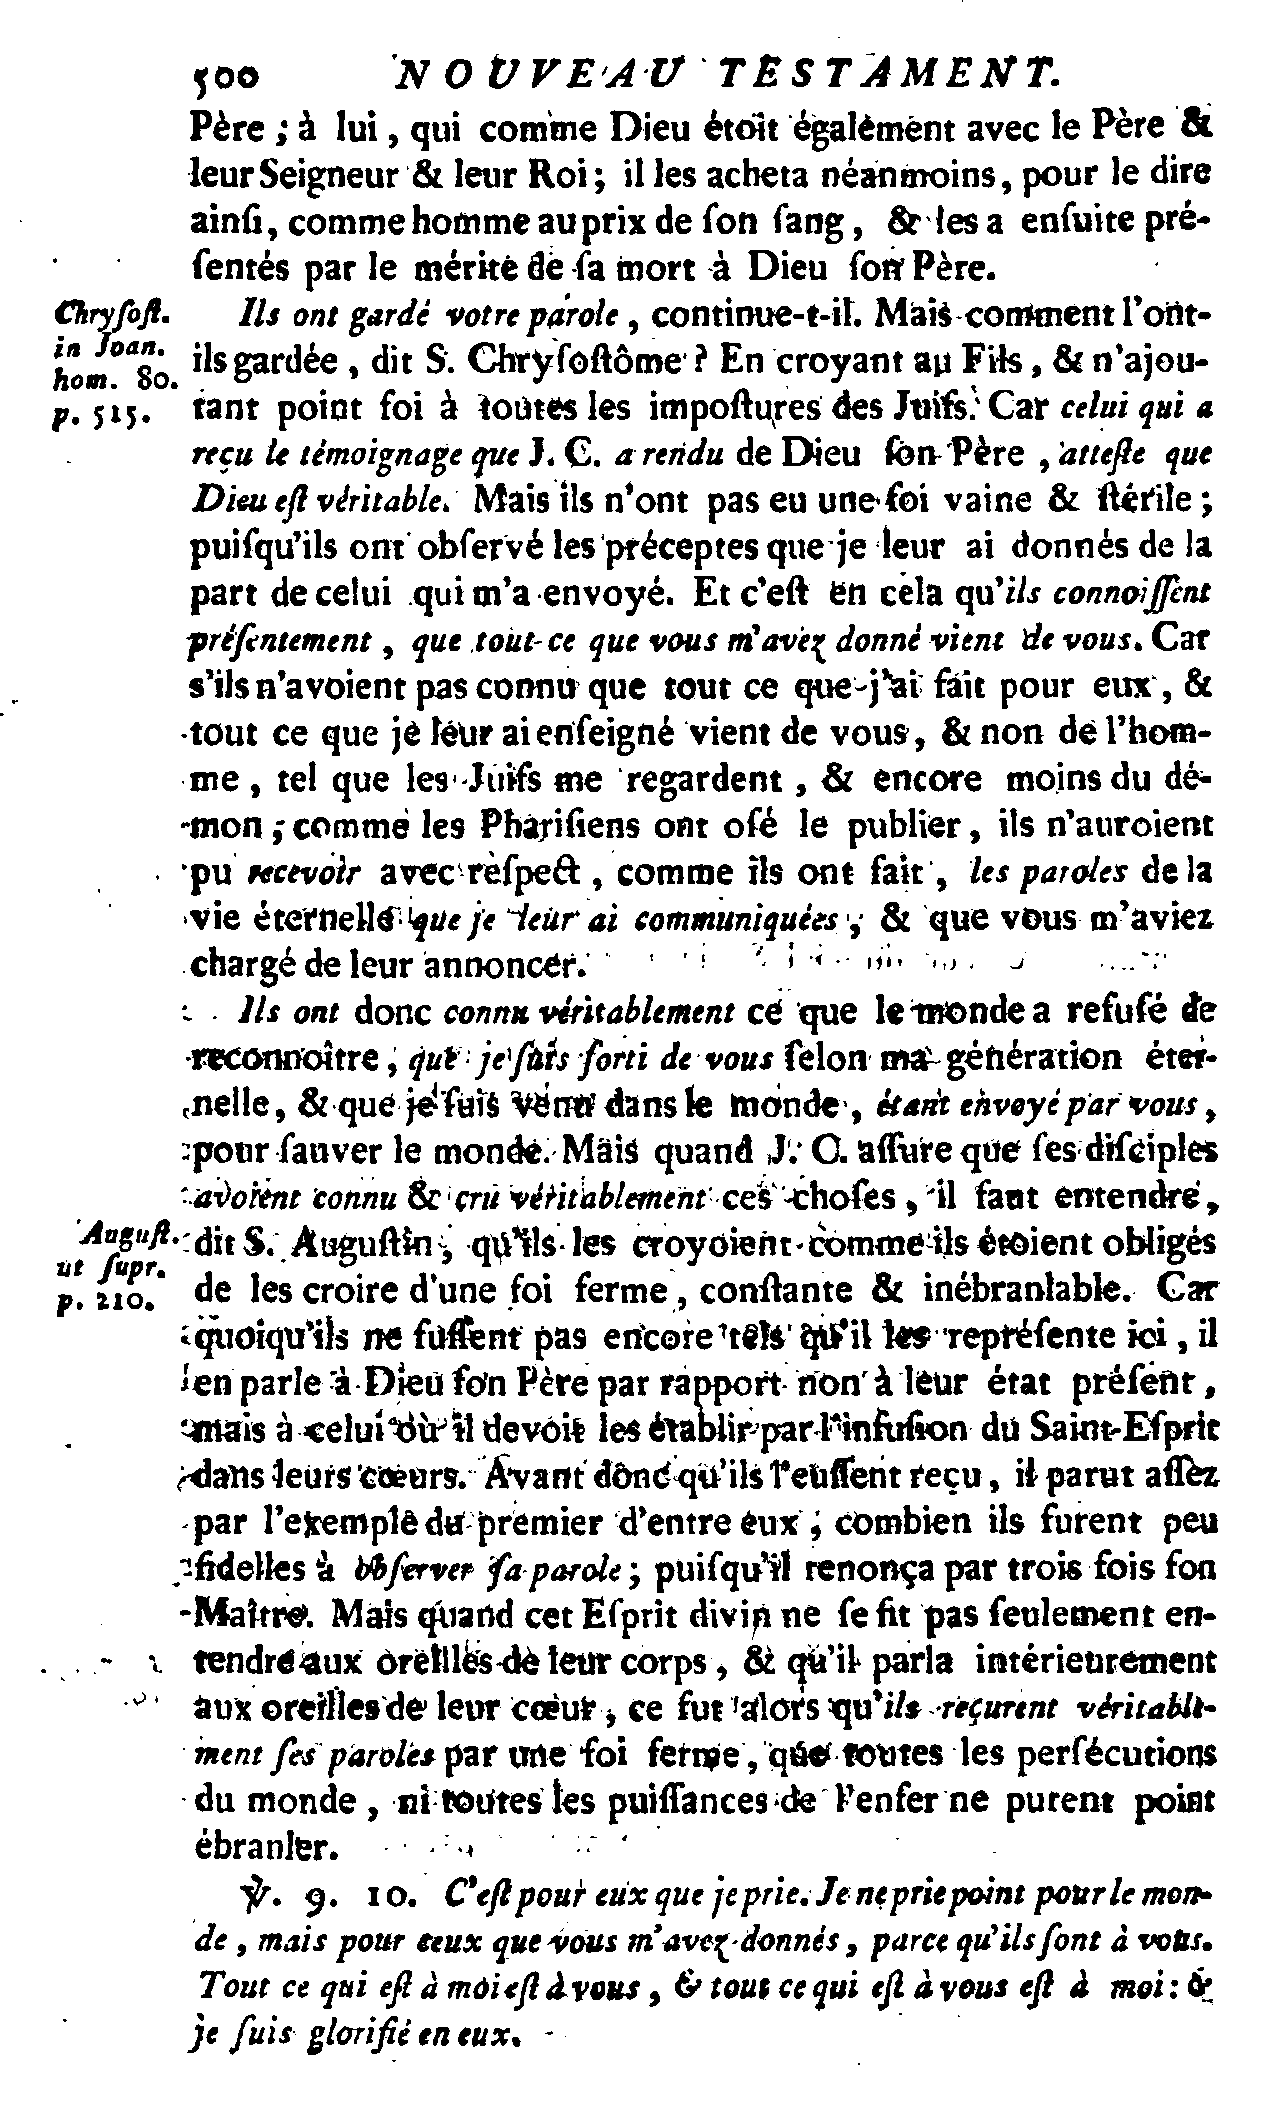 500 NOUVEAU TESTAMENT.
Père ; à lui, qui comme Dieu étoit également avec le Père &
leur Seigneur & leur Roi ; il les acheta néanmoins, pour le dire
ainſi, comme homme au prix de ſon ſang, & les a enſuite pré-
ſentés par le mérite de ſa mort à Dieu ſon Père.
Chryſoſt.
in Joan.
hom. 80.
p. 515.
Ils ont gardé votre parole, continue-t-il. Mais comment l'ont-
ils gardée, dit S. Chryſoſtôme ? En croyant au Fils, & n'ajou-
tant point foi à toutes les impoſtures des Juifs. Car celui qui a
reçu le témoignage que J. C. a rendu de Dieu ſon Père, atteſte que
Dieu eſt véritable. Mais ils n'ont pas eu une foi vaine & ſtérile ;
puiſqu'ils ont obſervé les préceptes que je leur ai donnés de la
part de celui qui m'a envoyé. Et c'eſt en cela qu'ils connoiſſent
préſentement, que tout ce que vous m'avez donné vient de vous. Car
s'ils n'avoient pas connu que tout ce que j'ai fait pour eux, &
tout ce que je leur ai enſeigné vient de vous, & non de l'hom-
me, tel que les Juifs me regardent, & encore moins du dé-
mon, comme les Phariſiens ont oſé le publier, ils n'auroient
pu recevoir avec reſpect, comme ils ont fait, les paroles de la
vie éternelle que je leur ai communiquées, & que vous m'aviez
chargé de leur annoncer.
Ils ont donc connu véritablement ce que le monde a refuſé de
reconnoître, que je ſuis ſorti de vous ſelon ma génération éter-
nelle, & que je ſuis venu dans le monde, étant envoyé par vous,
pour ſauver le monde. Mais quand J. C. aſſure que ſes diſciples
avoient connu & cru véritablement ces choſes, il faut entendre,
Auguſt.
ut ſupr.
p. 210.
dit S. Auguſtin, qu'ils les croyoient comme ils étoient obligés
de les croire d'une foi ferme, conſtante & inébranlable. Car
quoiqu'ils ne fuſſent pas encore tels qu'il les repréſente ici, il
en parle à Dieu ſon Père par rapport non à leur état préſent,
mais à celui où il devoit les établir par l'infuſion du Saint-Eſprit
dans leurs cœurs. Avant donc qu'ils l'euſſent reçu, il parut aſſez
par l'exemple du premier d'entre eux, combien ils furent peu
fidelles à obſerver ſa parole ; puiſqu'il renonça par trois fois ſon
Maître. Mais quand cet Eſprit divin ne ſe fit pas ſeulement en-
tendre aux oreilles de leur corps, & qu'il parla intérieurement
aux oreilles de leur cœur, ce fut alors qu'ils reçurent véritable-
ment ſes paroles par une foi ferme, que toutes les perſécutions
du monde, ni toutes les puiſſances de l'enfer ne purent point
ébranler.
℣. 9. 10. C'eſt pour eux que je prie. Je ne prie point pour le mon-
de, mais pour ceux que vous m'avez donnés, parce qu'ils ſont à vous.
Tout ce qui eſt à moi eſt à vous, & tout ce qui eſt à vous eſt à moi : &
je ſuis glorifié en eux.